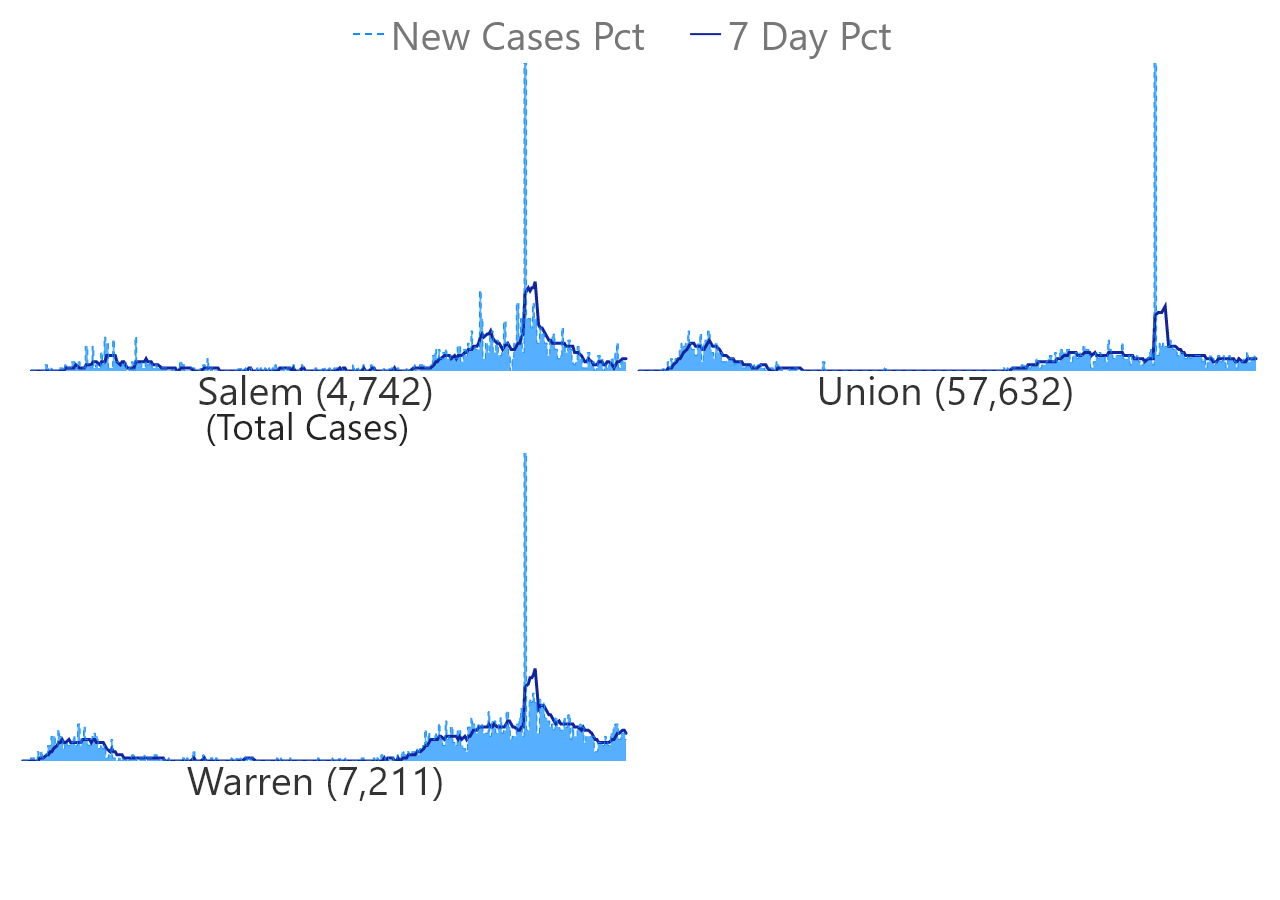 New Cases Pct 7 Day Pct
Salem (4,742) Union (57,632)
(Total Cases)
Warren (7,211)